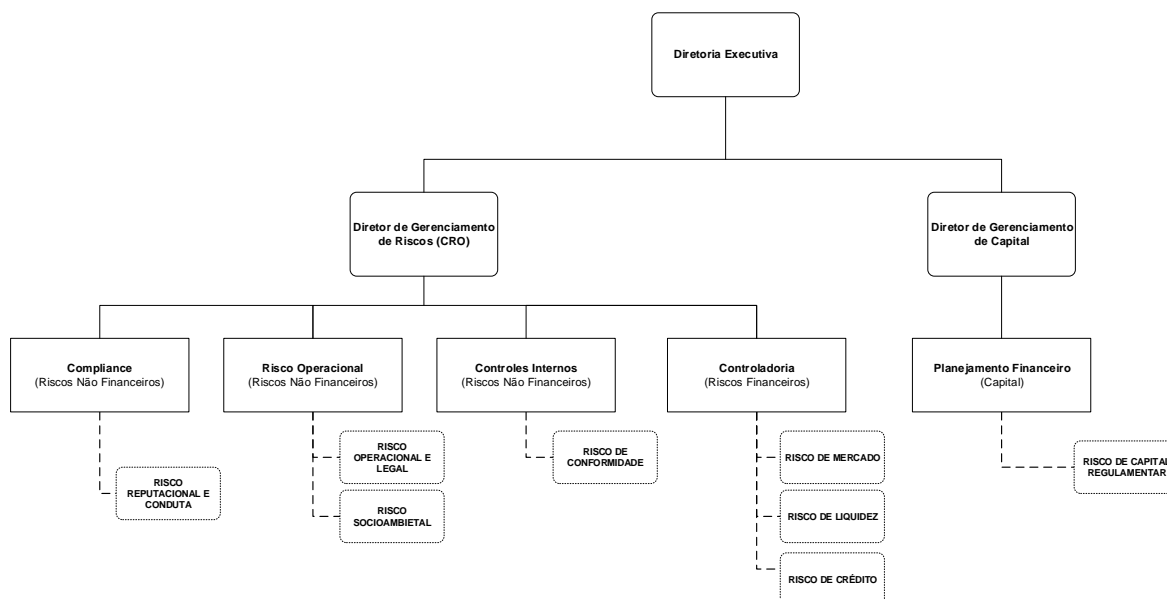 Diretoria Executiva
Diretor de Gerenciamento
de Riscos (CRO)
Diretor de Gerenciamento
de Capital
Compliance
(Riscos Não Financeiros)
Risco Operacional
(Riscos Não Financeiros)
Controles Internos
(Riscos Não Financeiros)
Controladoria
(Riscos Financeiros)
Planejamento Financeiro
(Capital)
RISCO
REPUTACIONAL E
CONDUTA
RISCO
OPERACIONAL E
LEGAL
RISCO
SOCIOAMBIETAL
RISCO DE
CONFORMIDADE
RISCO DE MERCADO
RISCO DE LIQUIDEZ
RISCO DE CRÉDITO
RISCO DE CAPITAL
REGULAMENTAR